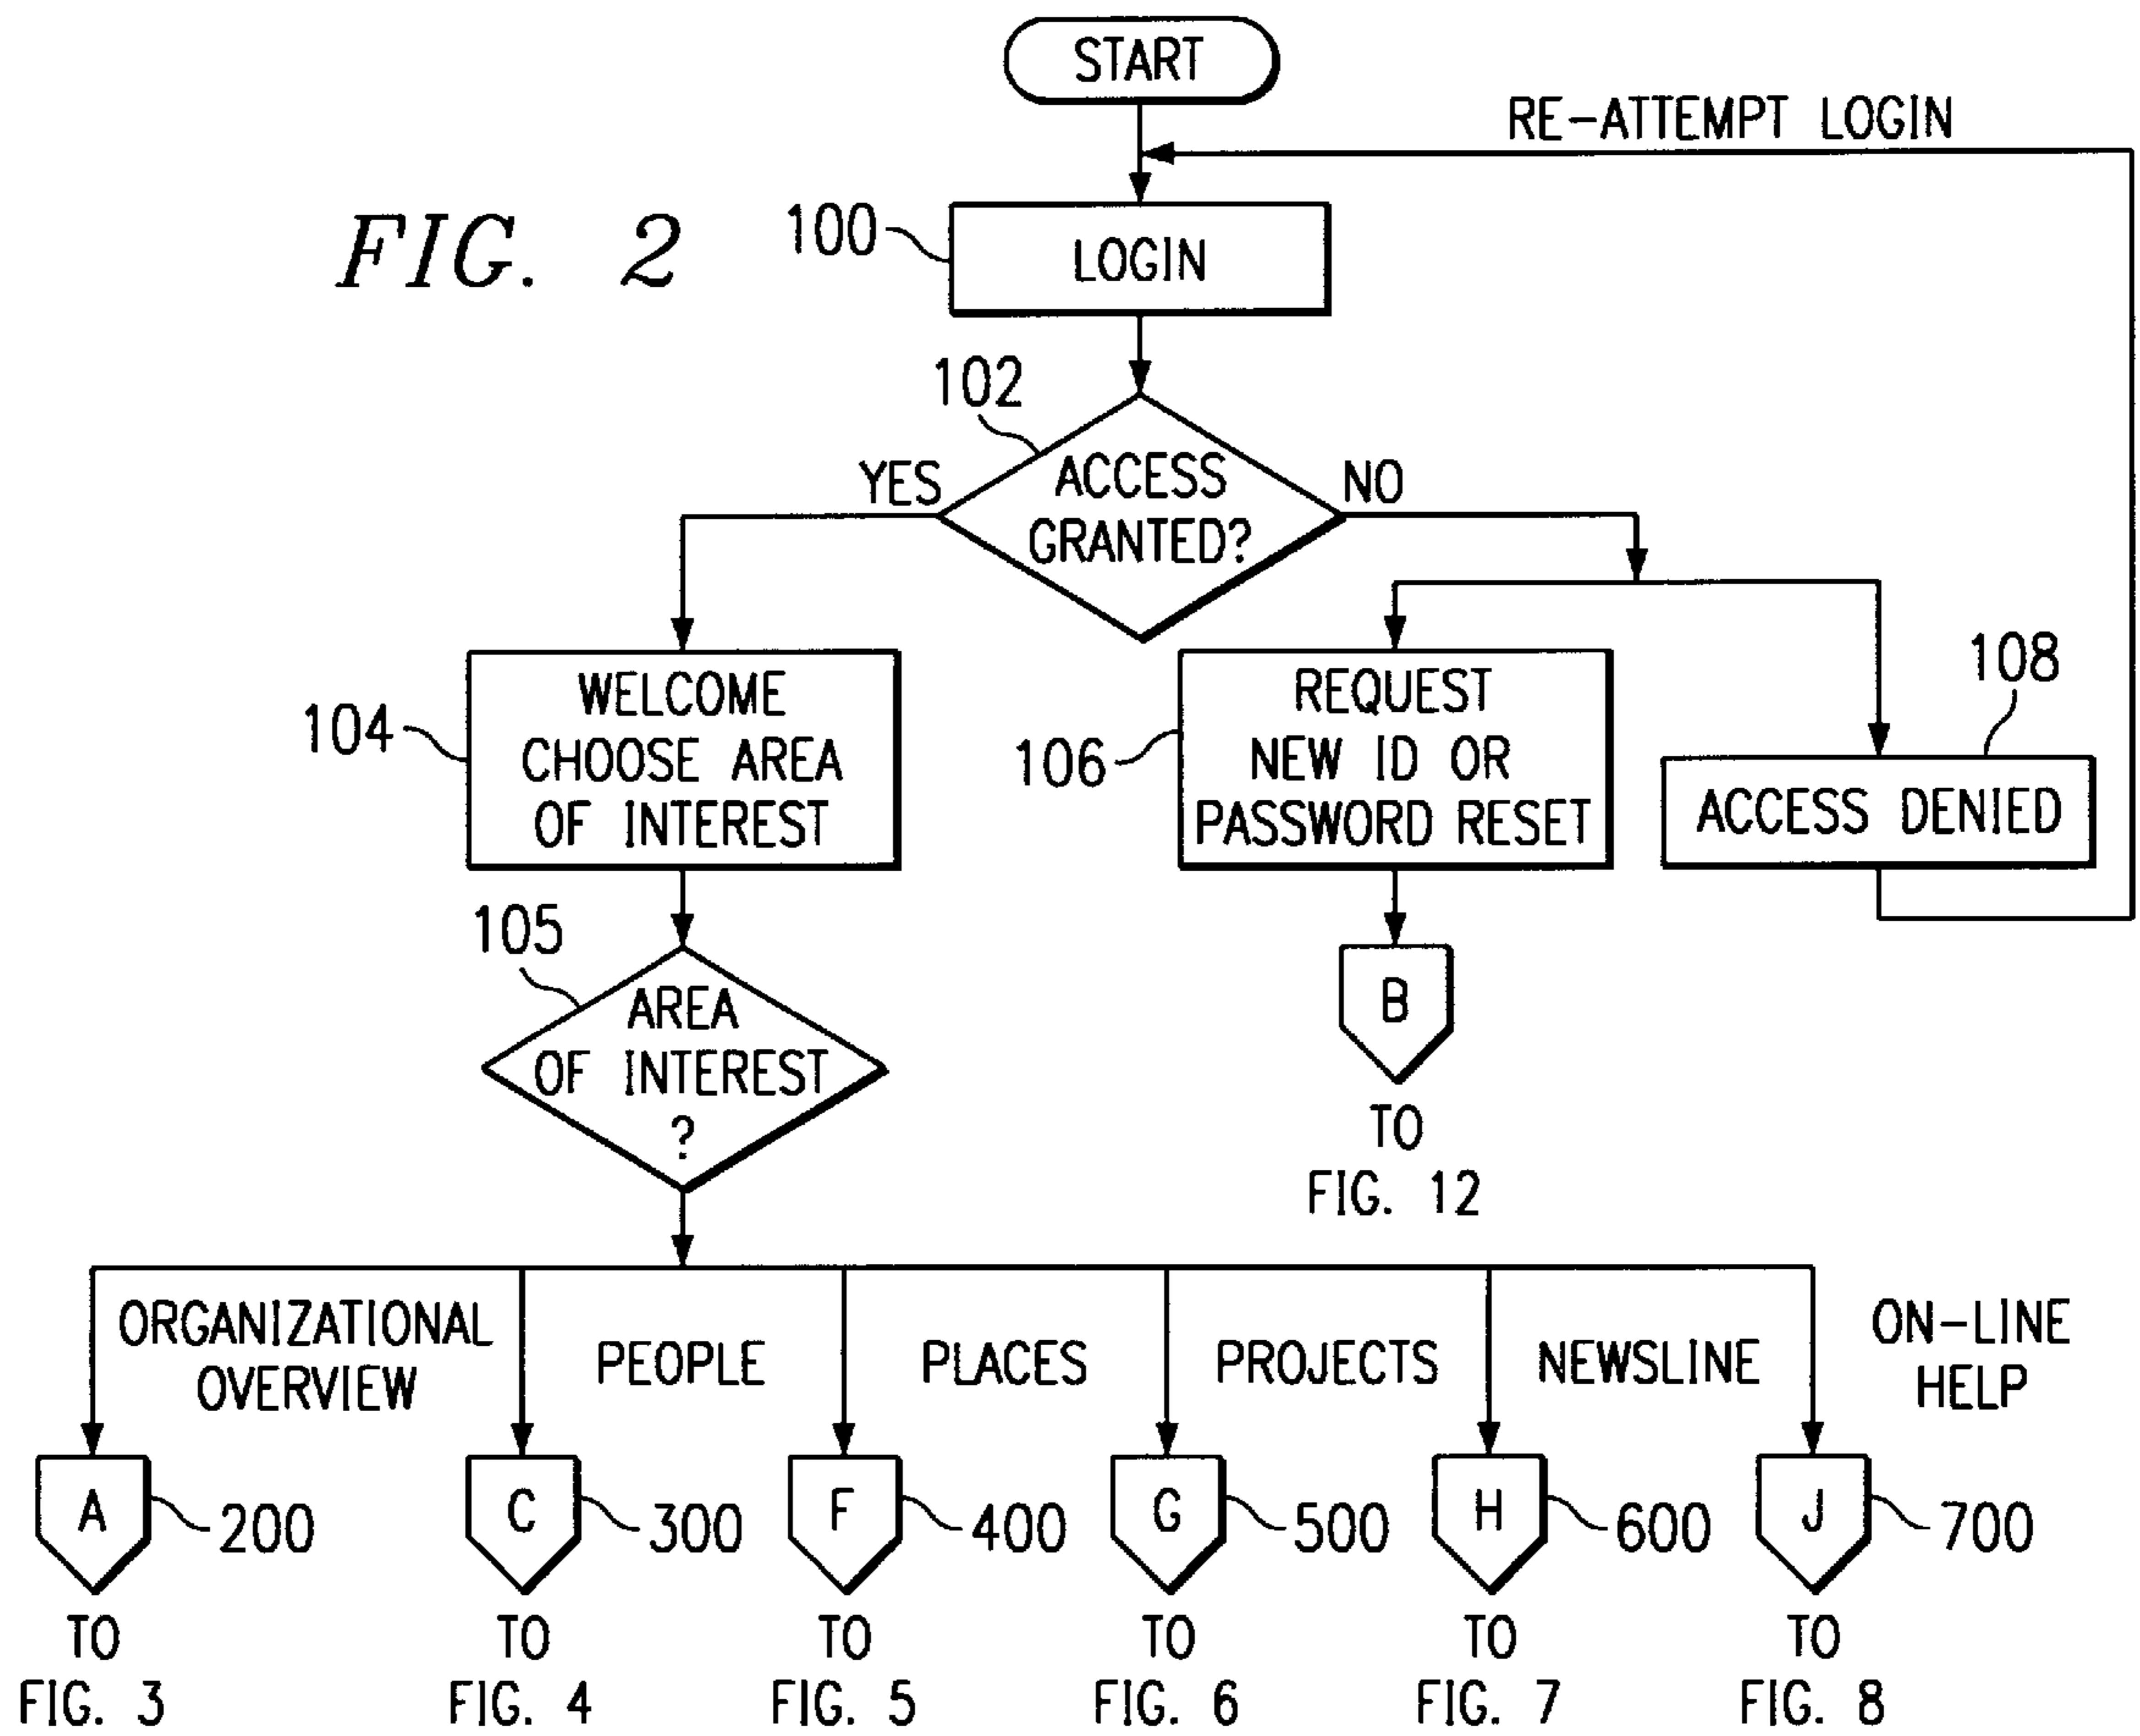 START
RE-ATTEMPT LOGIN
FIG. 2
100
LOGIN
102
YES
ACCESS
GRANTED?
NO
104
WELCOME
CHOOSE AREA
OF INTEREST
106
REQUEST
NEW ID OR
PASSWORD RESET
108
ACCESS DENIED
105
AREA
OF INTEREST
?
B
TO
FIG. 12
ORGANIZATIONAL
OVERVIEW
PEOPLE
PLACES
PROJECTS
NEWSLINE
ON-LINE
HELP
A
200
C
300
F
400
G
500
H
600
J
700
TO
FIG. 3
TO
FIG. 4
TO
FIG. 5
TO
FIG. 6
TO
FIG. 7
TO
FIG. 8